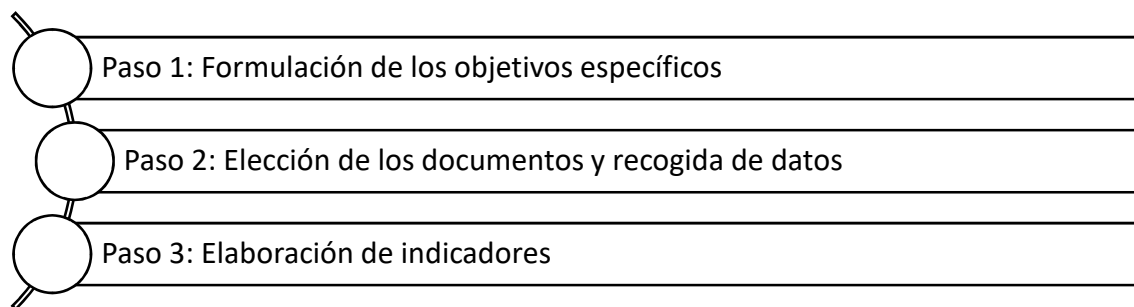 Paso 1: Formulación de los objetivos específicos
Paso 2: Elección de los documentos y recogida de datos
Paso 3: Elaboración de indicadores